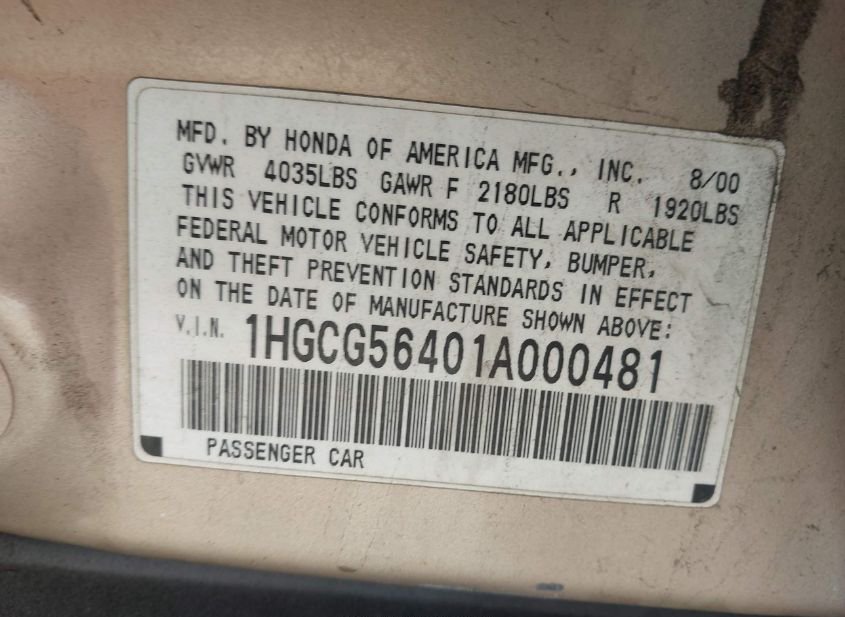 MFD. BY HONDA OF AMERICA MFG., INC. 8/00
GVWR 4035LBS GAWR F 2180LBS R 1920LBS
THIS VEHICLE CONFORMS TO ALL APPLICABLE
FEDERAL MOTOR VEHICLE SAFETY, BUMPER,
AND THEFT PREVENTION STANDARDS IN EFFECT
ON THE DATE OF MANUFACTURE SHOWN ABOVE:
V.I.N. 1HGCG56401A000481
PASSENGER CAR